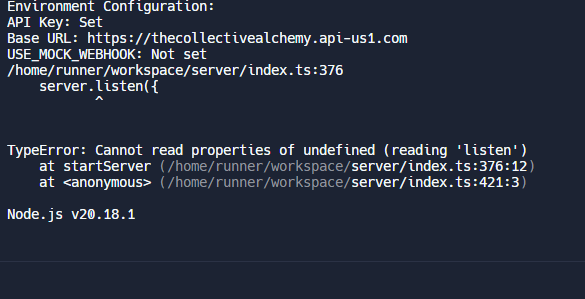 Environment Configuration:
API Key: Set
Base URL: https://thecollectivealchemy.api-us1.com
USE_MOCK_WEBHOOK: Not set
/home/runner/workspace/server/index.ts:376
    server.listen({
           ^
TypeError: Cannot read properties of undefined (reading 'listen')
    at startServer (/home/runner/workspace/server/index.ts:376:12)
    at <anonymous> (/home/runner/workspace/server/index.ts:421:3)
Node.js v20.18.1